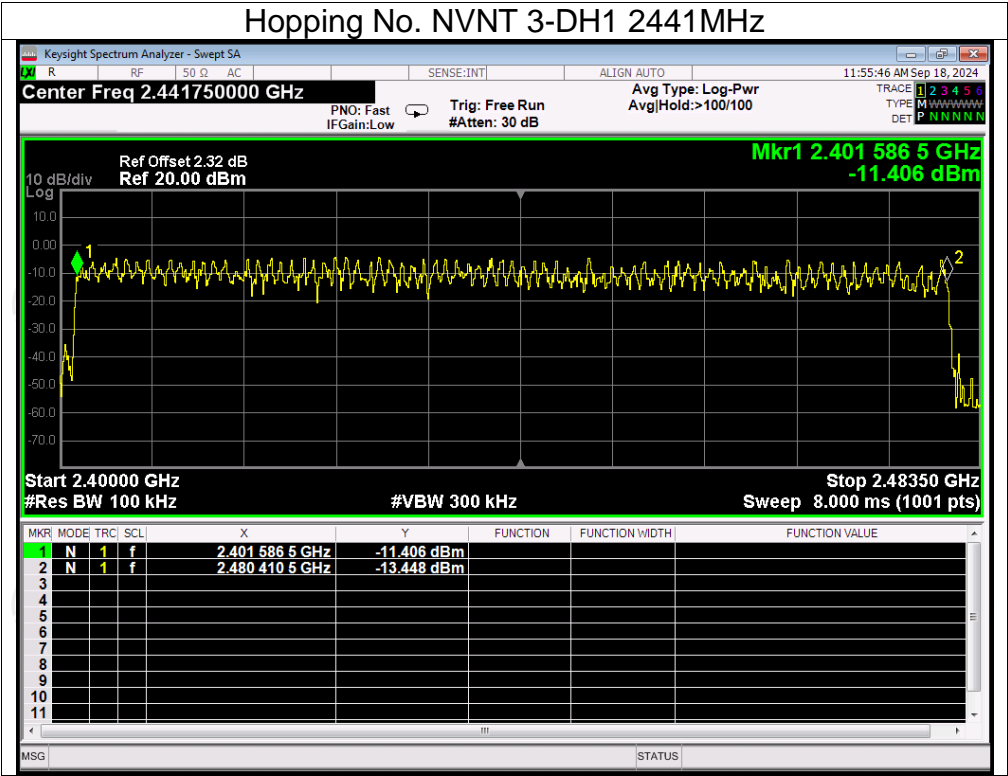 Hopping No. NVNT 3-DH1 2441MHz
Keysight Spectrum Analyzer - Swept SA
LXI R RF 50 Ω AC SENSE:INT ALIGN AUTO 11:55:46 AM Sep 18, 2024
Center Freq 2.441750000 GHz
PNO: Fast
IFGain:Low
Trig: Free Run
#Atten: 30 dB
Avg Type: Log-Pwr
Avg|Hold:>100/100
TRACE 1 2 3 4 5 6
TYPE M W W W W W
DET P N N N N N
Mkr1 2.401 586 5 GHz
-11.406 dBm
Ref Offset 2.32 dB
10 dB/div Ref 20.00 dBm
Log
10.0
0.00
-10.0
-20.0
-30.0
-40.0
-50.0
-60.0
-70.0
1
2
Start 2.40000 GHz Stop 2.48350 GHz
#Res BW 100 kHz #VBW 300 kHz Sweep 8.000 ms (1001 pts)
MKR MODE TRC SCL X Y FUNCTION FUNCTION WIDTH FUNCTION VALUE
1 N 1 f 2.401 586 5 GHz -11.406 dBm
2 N 1 f 2.480 410 5 GHz -13.448 dBm
3
4
5
6
7
8
9
10
11
MSG STATUS